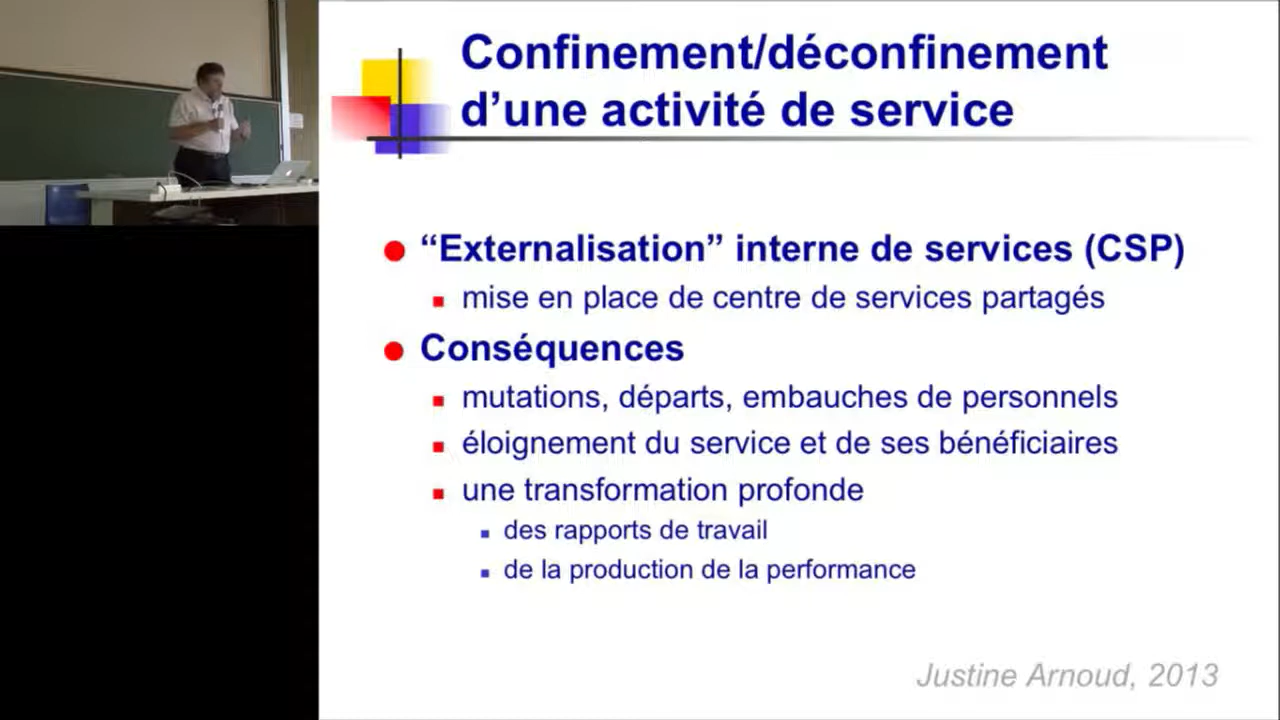 Confinement/déconfinement
d’une activité de service
“Externalisation” interne de services (CSP)
mise en place de centre de services partagés
Conséquences
mutations, départs, embauches de personnels
éloignement du service et de ses bénéficiaires
une transformation profonde
des rapports de travail
de la production de la performance
Justine Arnoud, 2013